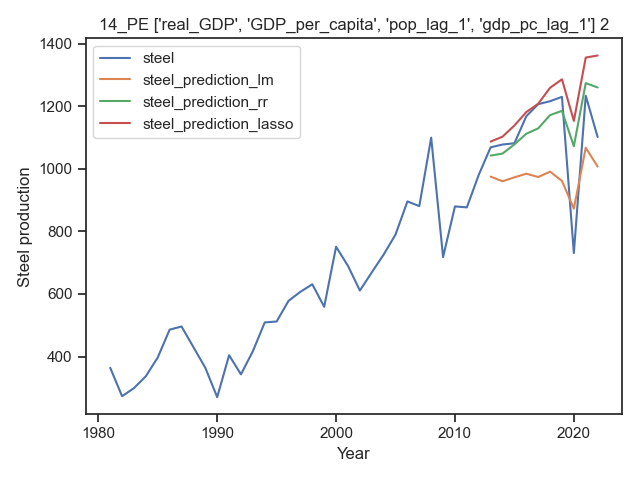 14_PE ['real_GDP', 'GDP_per_capita', 'pop_lag_1', 'gdp_pc_lag_1'] 2
steel
steel_prediction_lm
steel_prediction_rr
steel_prediction_lasso
Steel production
1400
1200
1000
800
600
400
1980
1990
2000
2010
2020
Year